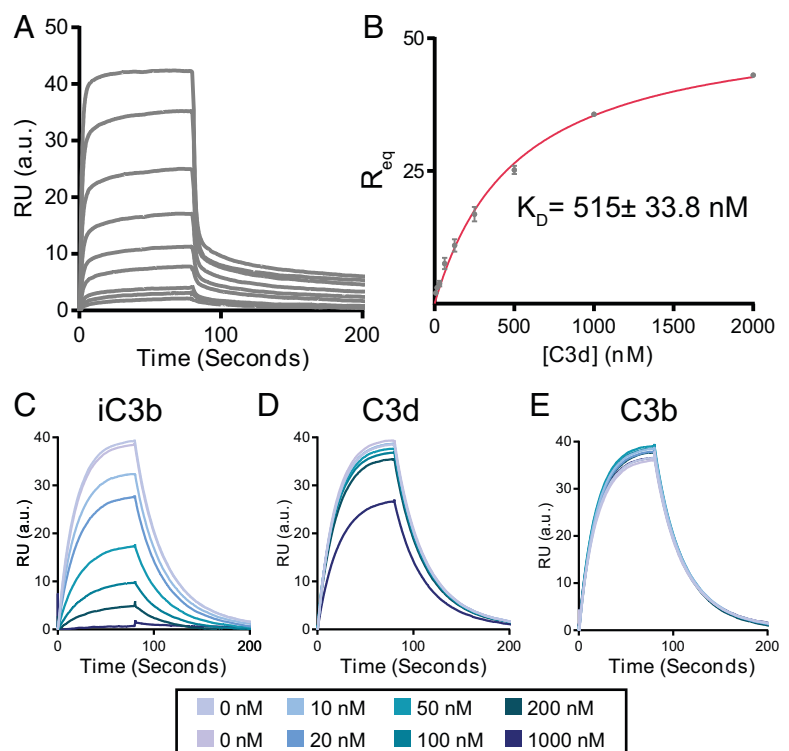 A
RU (a.u.)
50
40
30
20
10
0
0
100
200
Time (Seconds)
B
R_eq
50
25
K_D= 515± 33.8 nM
0
500
1000
1500
2000
[C3d] (nM)
C
iC3b
RU (a.u.)
40
30
20
10
0
0
100
200
Time (Seconds)
D
C3d
RU (a.u.)
40
30
20
10
0
0
100
200
Time (Seconds)
E
C3b
RU (a.u.)
40
30
20
10
0
0
100
200
Time (Seconds)
0 nM 10 nM 50 nM 200 nM
0 nM 20 nM 100 nM 1000 nM